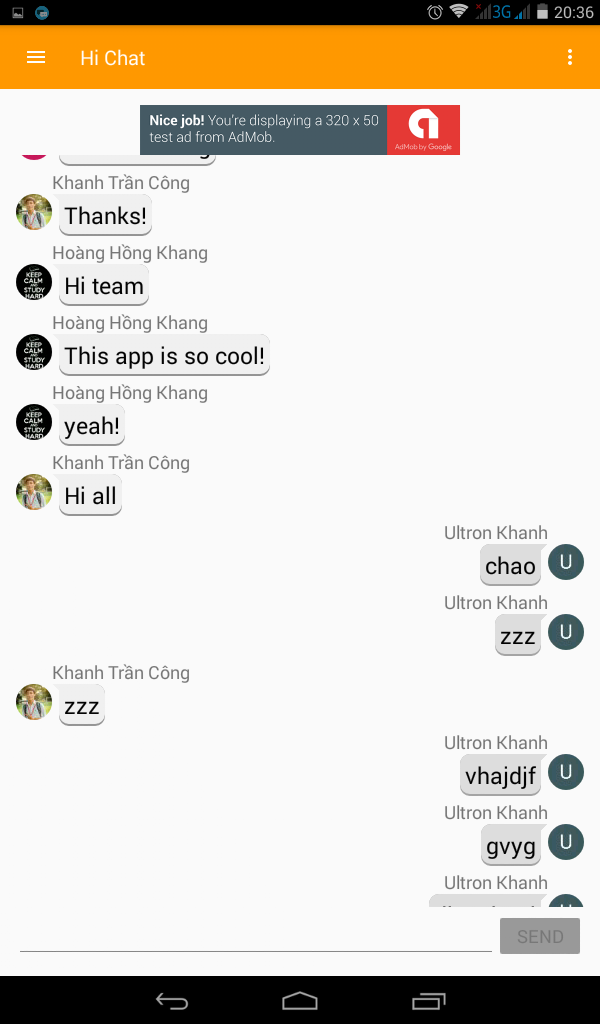 3G 20:36
Hi Chat
Nice job! You're displaying a 320 x 50
test ad from AdMob.
AdMob by Google
Khanh Trần Công
Thanks!
Hoàng Hồng Khang
KEEP
CALM
AND
STUDY
HARD
Hi team
Hoàng Hồng Khang
KEEP
CALM
AND
STUDY
HARD
This app is so cool!
Hoàng Hồng Khang
KEEP
CALM
AND
STUDY
HARD
yeah!
Khanh Trần Công
Hi all
Ultron Khanh
chao U
Ultron Khanh
zzz U
Khanh Trần Công
zzz
Ultron Khanh
vhajdjf U
Ultron Khanh
gvyg U
Ultron Khanh
SEND